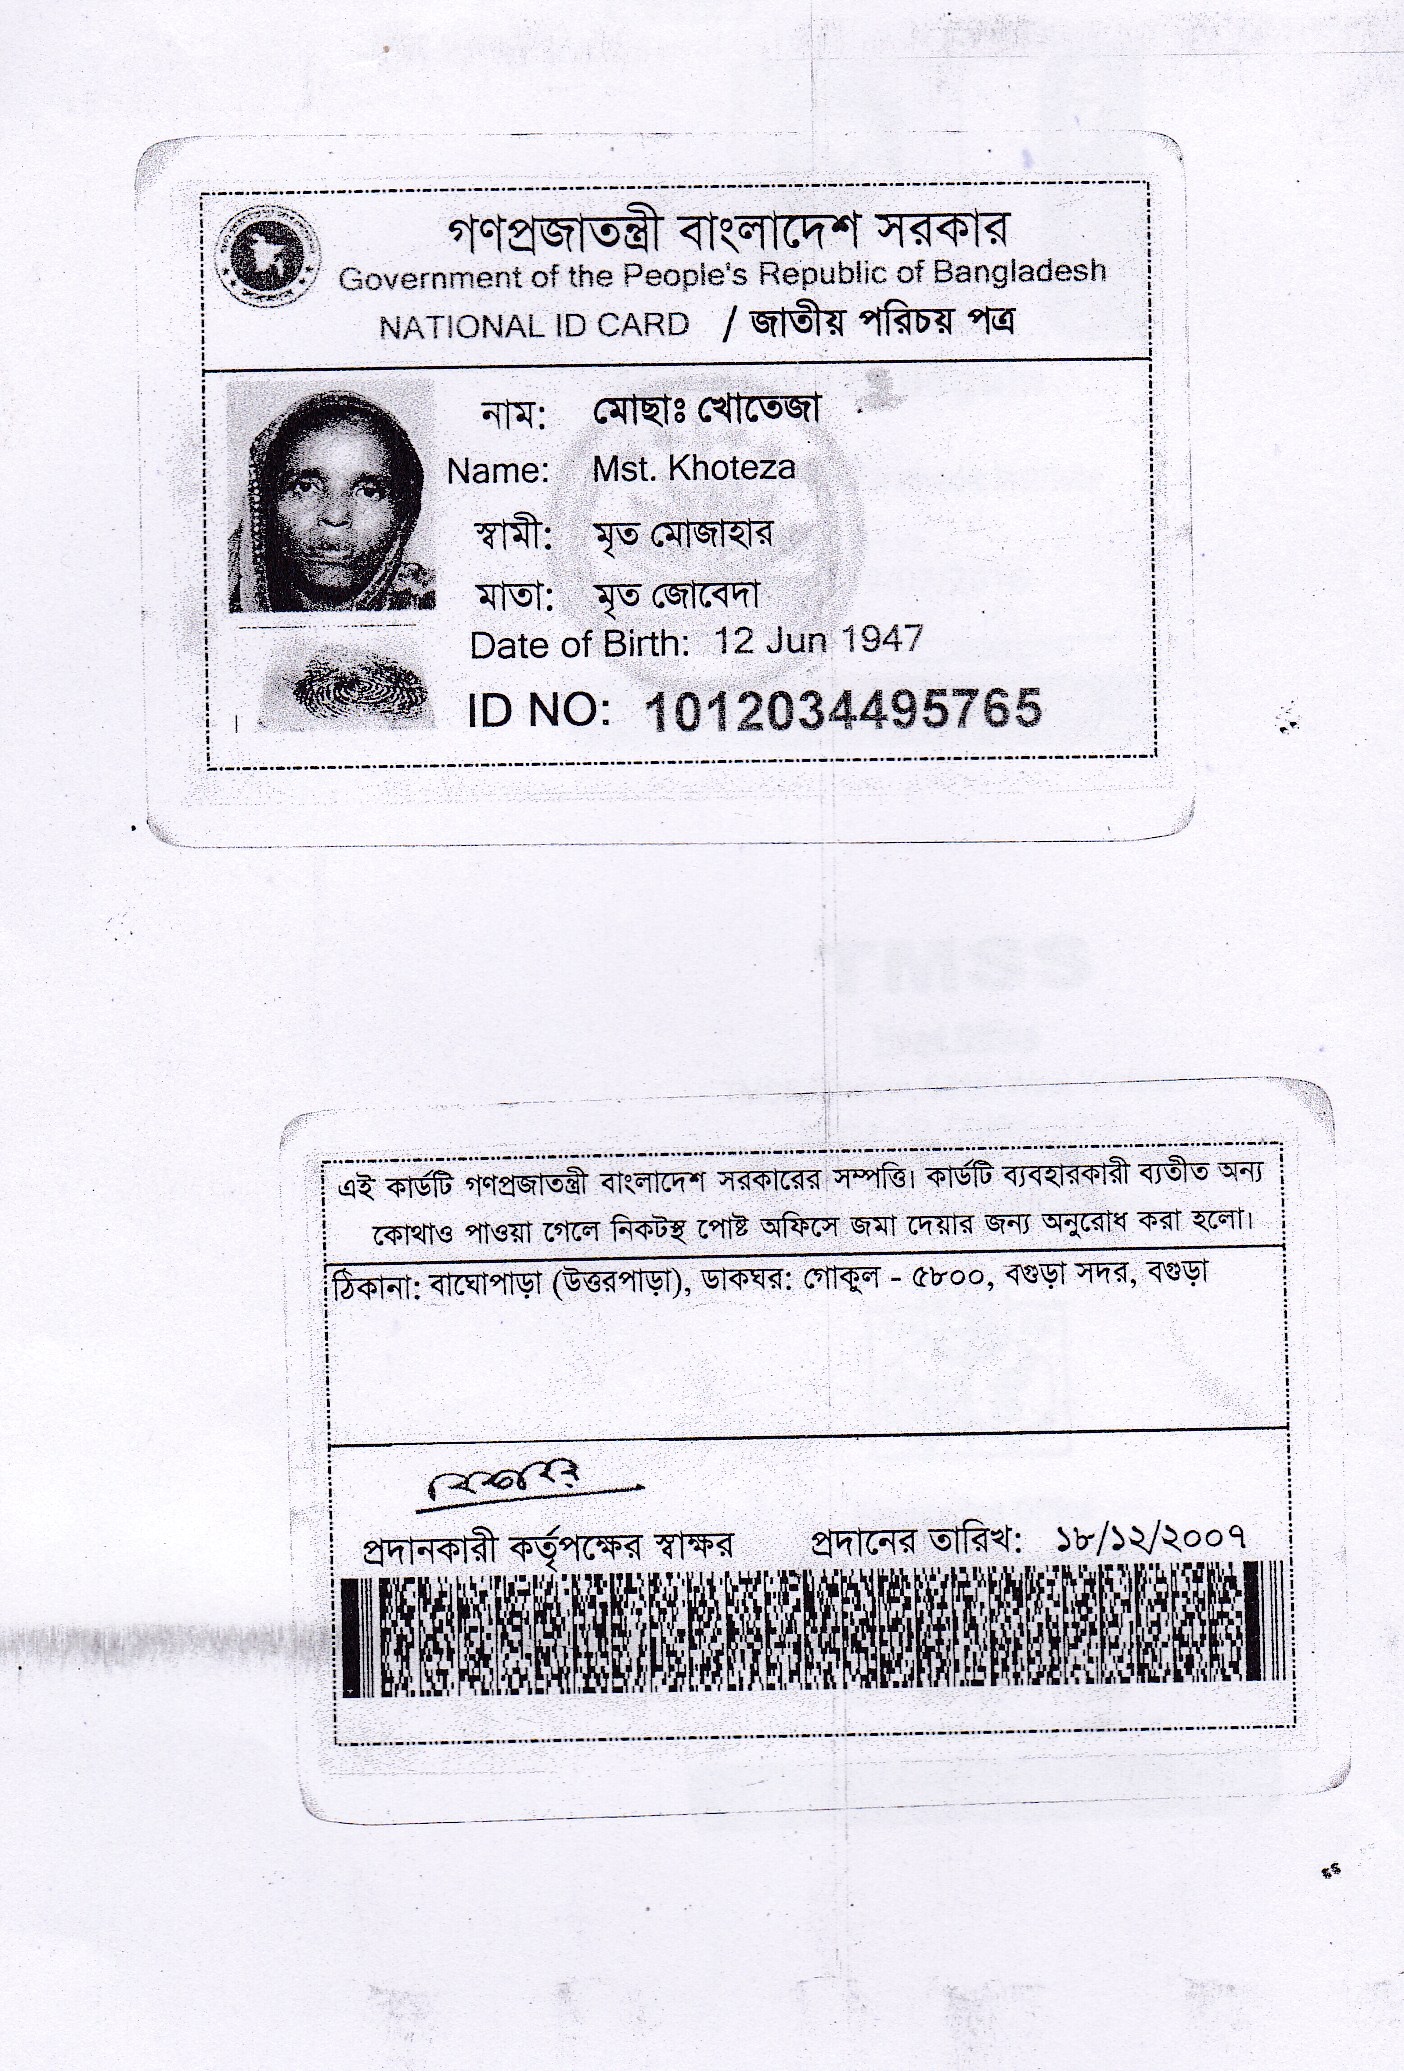 গণপ্রজাতন্ত্রী বাংলাদেশ সরকার
Government of the People's Republic of Bangladesh
NATIONAL ID CARD / জাতীয় পরিচয় পত্র
নাম: মোছাঃ খোতেজা
Name: Mst. Khoteza
স্বামী: মৃত মোজাহার
মাতা: মৃত জোবেদা
Date of Birth: 12 Jun 1947
ID NO: 1012034495765
এই কার্ডটি গণপ্রজাতন্ত্রী বাংলাদেশ সরকারের সম্পত্তি। কার্ডটি ব্যবহারকারী ব্যতীত অন্য
কোথাও পাওয়া গেলে নিকটস্থ পোষ্ট অফিসে জমা দেয়ার জন্য অনুরোধ করা হলো।
ঠিকানা: বাঘোপাড়া (উত্তরপাড়া), ডাকঘর: গোকুল - ৫৮০০, বগুড়া সদর, বগুড়া
প্রদানকারী কর্তৃপক্ষের স্বাক্ষর প্রদানের তারিখ: ১৮/১২/২০০৭